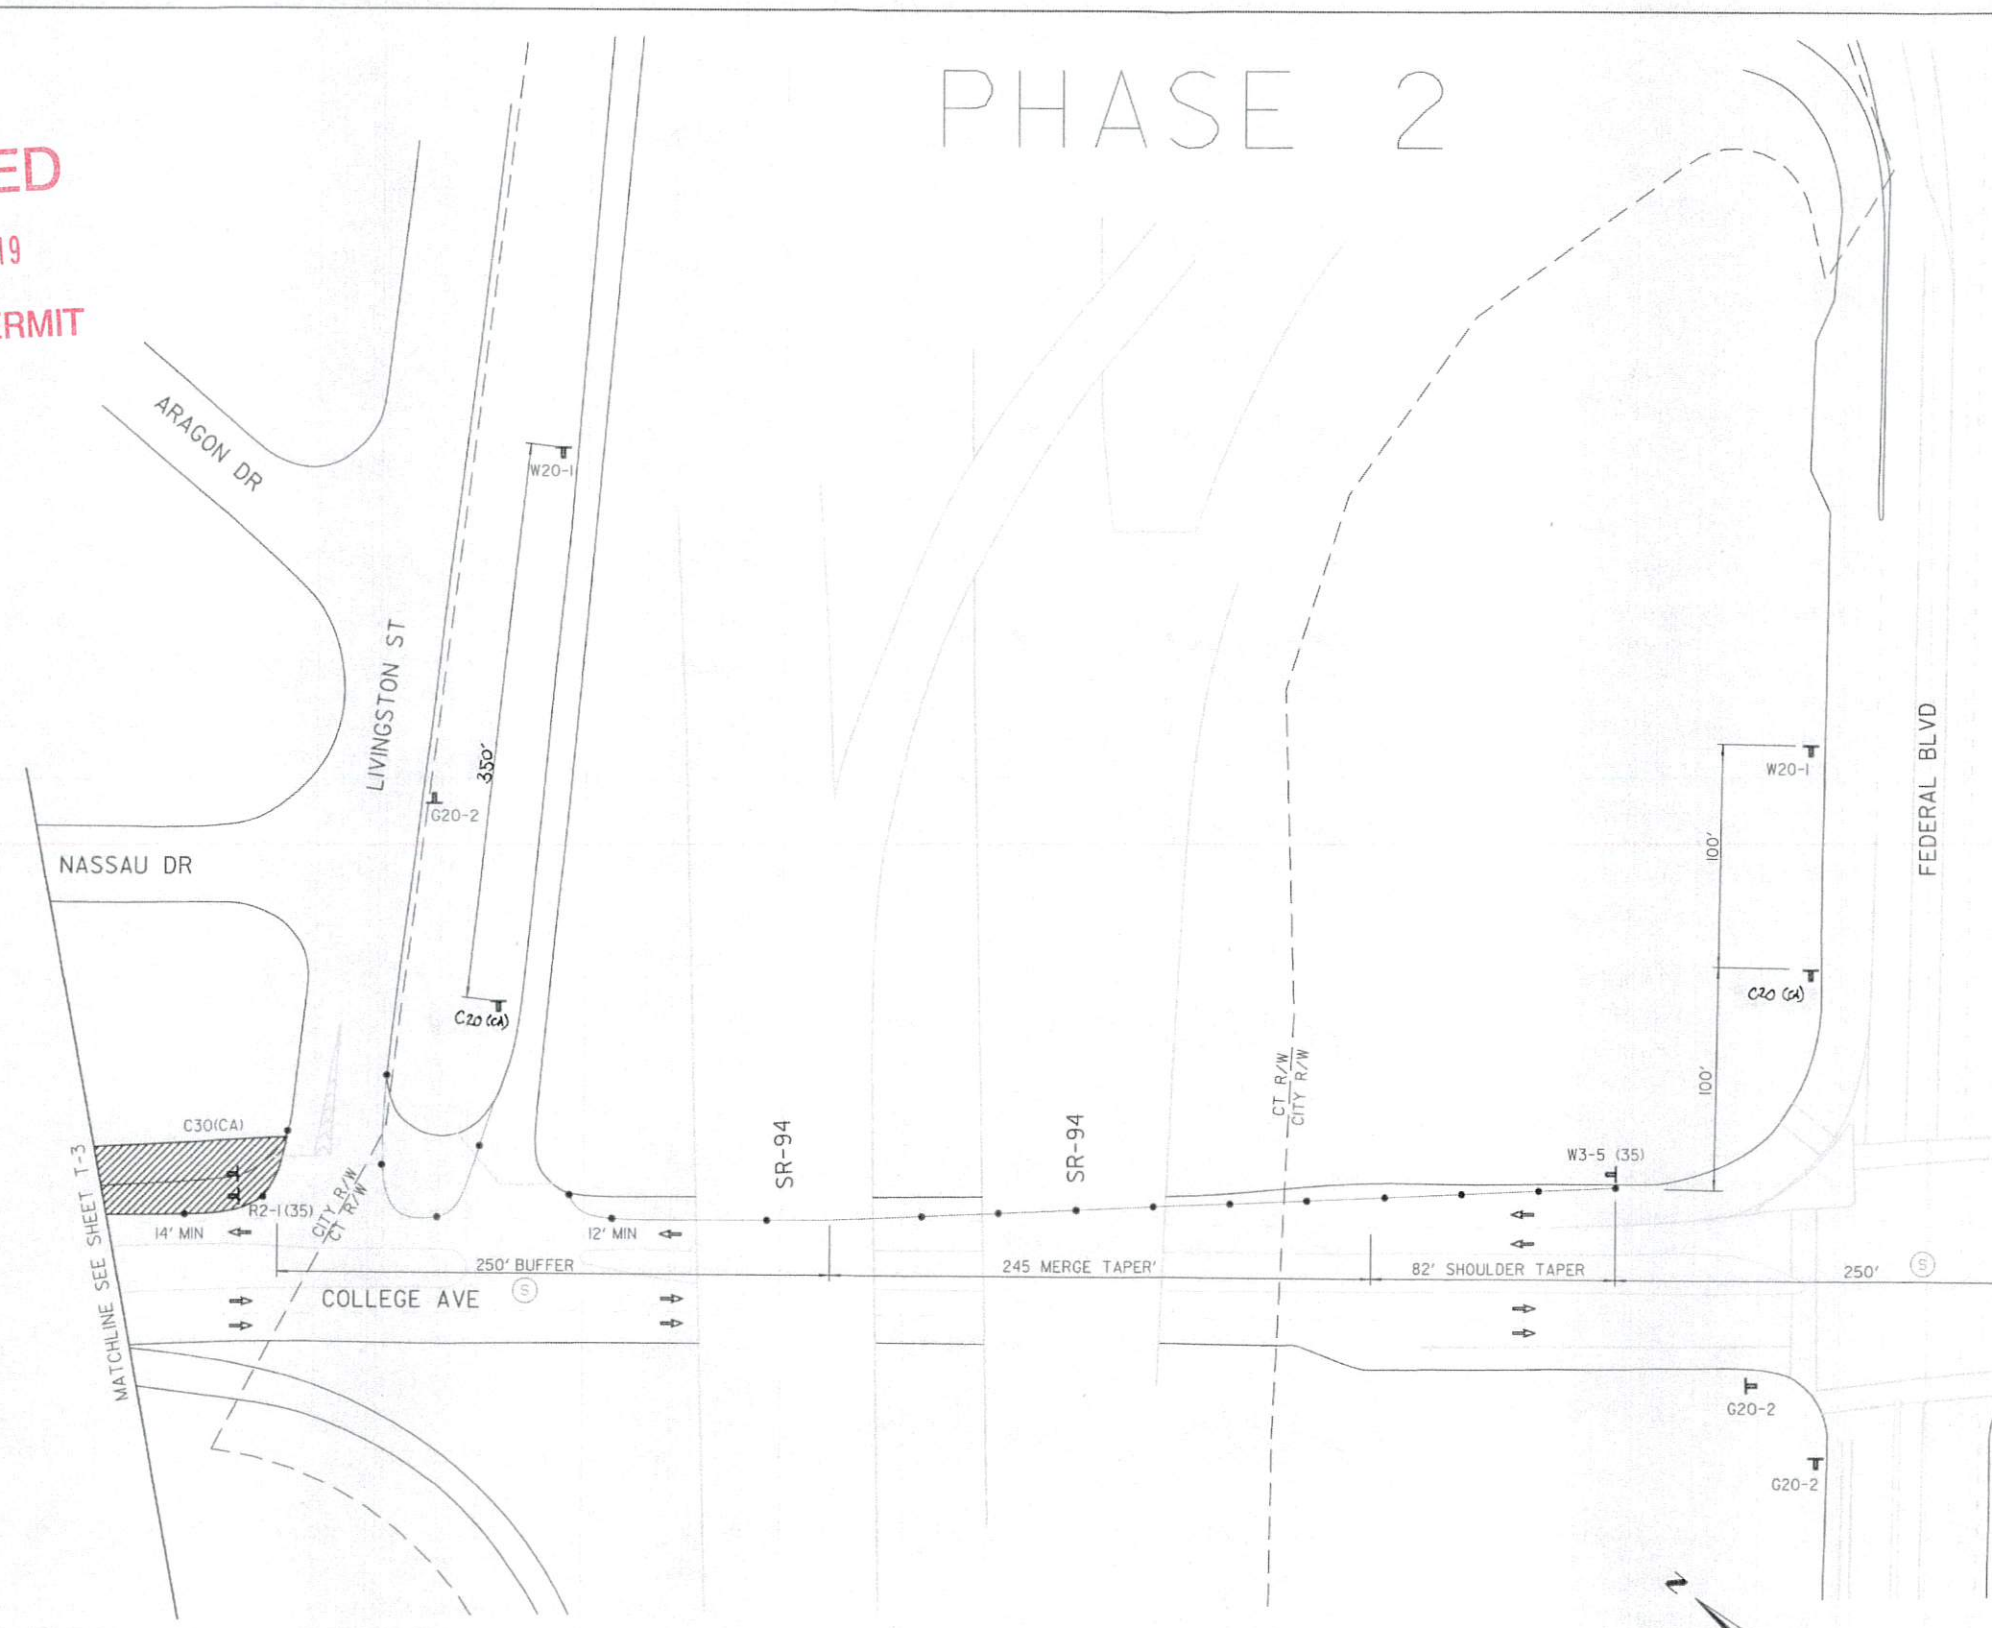 PHASE 2
ED
19
ERMIT
ARAGON DR
W20-1
LIVINGSTON ST
350'
G20-2
NASSAU DR
C20 (CA)
FEDERAL BLVD
W20-1
100'
C20 (CA)
100'
CT R/W
CITY R/W
SR-94
SR-94
W3-5 (35)
C30(CA)
MATCHLINE SEE SHEET T-3
R2-1(35)
CITY R/W
CT R/W
14' MIN
12' MIN
250' BUFFER
245 MERGE TAPER'
82' SHOULDER TAPER
250'
S
S
COLLEGE AVE
G20-2
G20-2
N